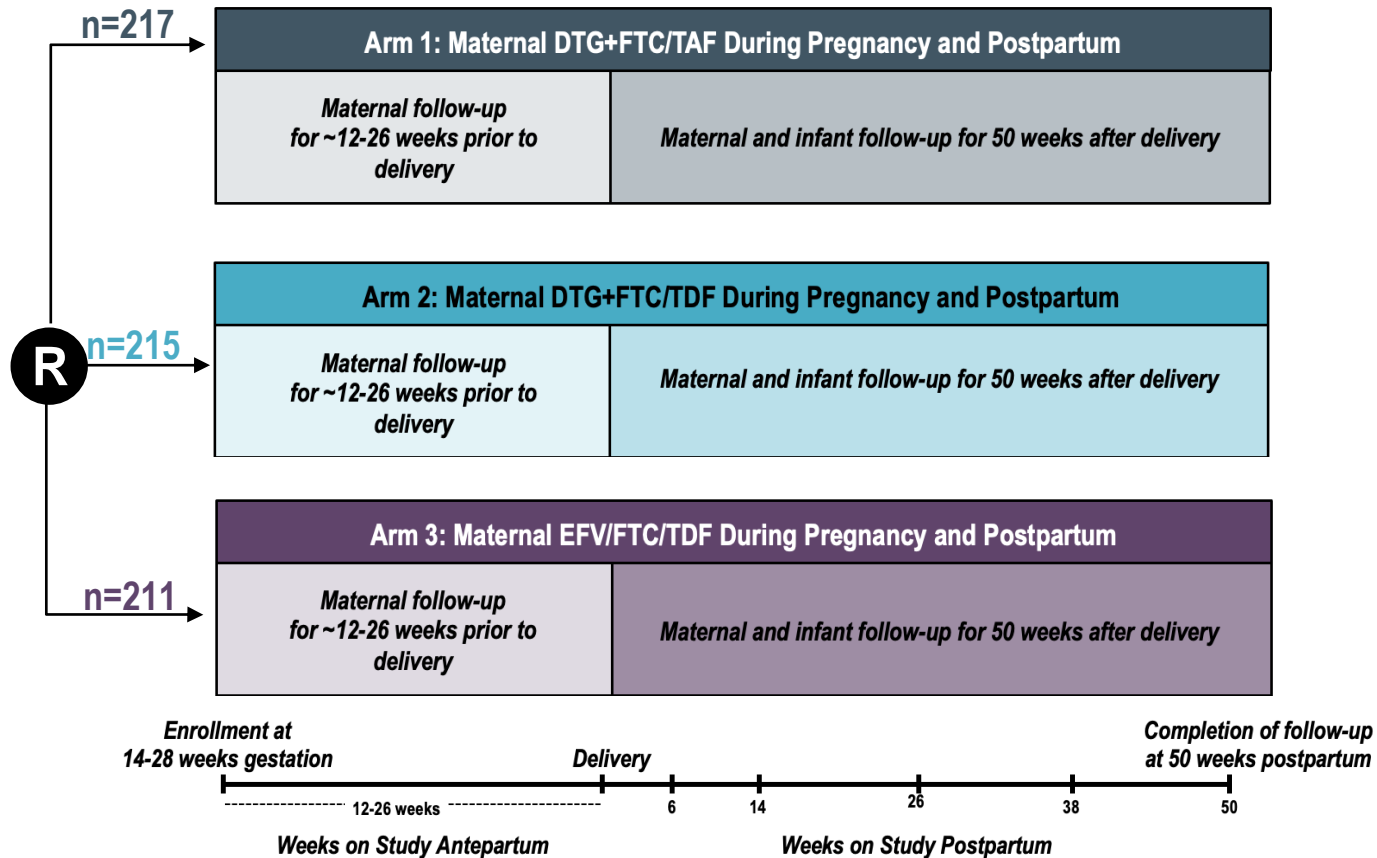 n=217
Arm 1: Maternal DTG+FTC/TAF During Pregnancy and Postpartum
Maternal follow-up
for ~12-26 weeks prior to
delivery
Maternal and infant follow-up for 50 weeks after delivery
R
n=215
Arm 2: Maternal DTG+FTC/TDF During Pregnancy and Postpartum
Maternal follow-up
for ~12-26 weeks prior to
delivery
Maternal and infant follow-up for 50 weeks after delivery
n=211
Arm 3: Maternal EFV/FTC/TDF During Pregnancy and Postpartum
Maternal follow-up
for ~12-26 weeks prior to
delivery
Maternal and infant follow-up for 50 weeks after delivery
Enrollment at
14-28 weeks gestation
Delivery
Completion of follow-up
at 50 weeks postpartum
12-26 weeks
6
14
26
38
50
Weeks on Study Antepartum
Weeks on Study Postpartum